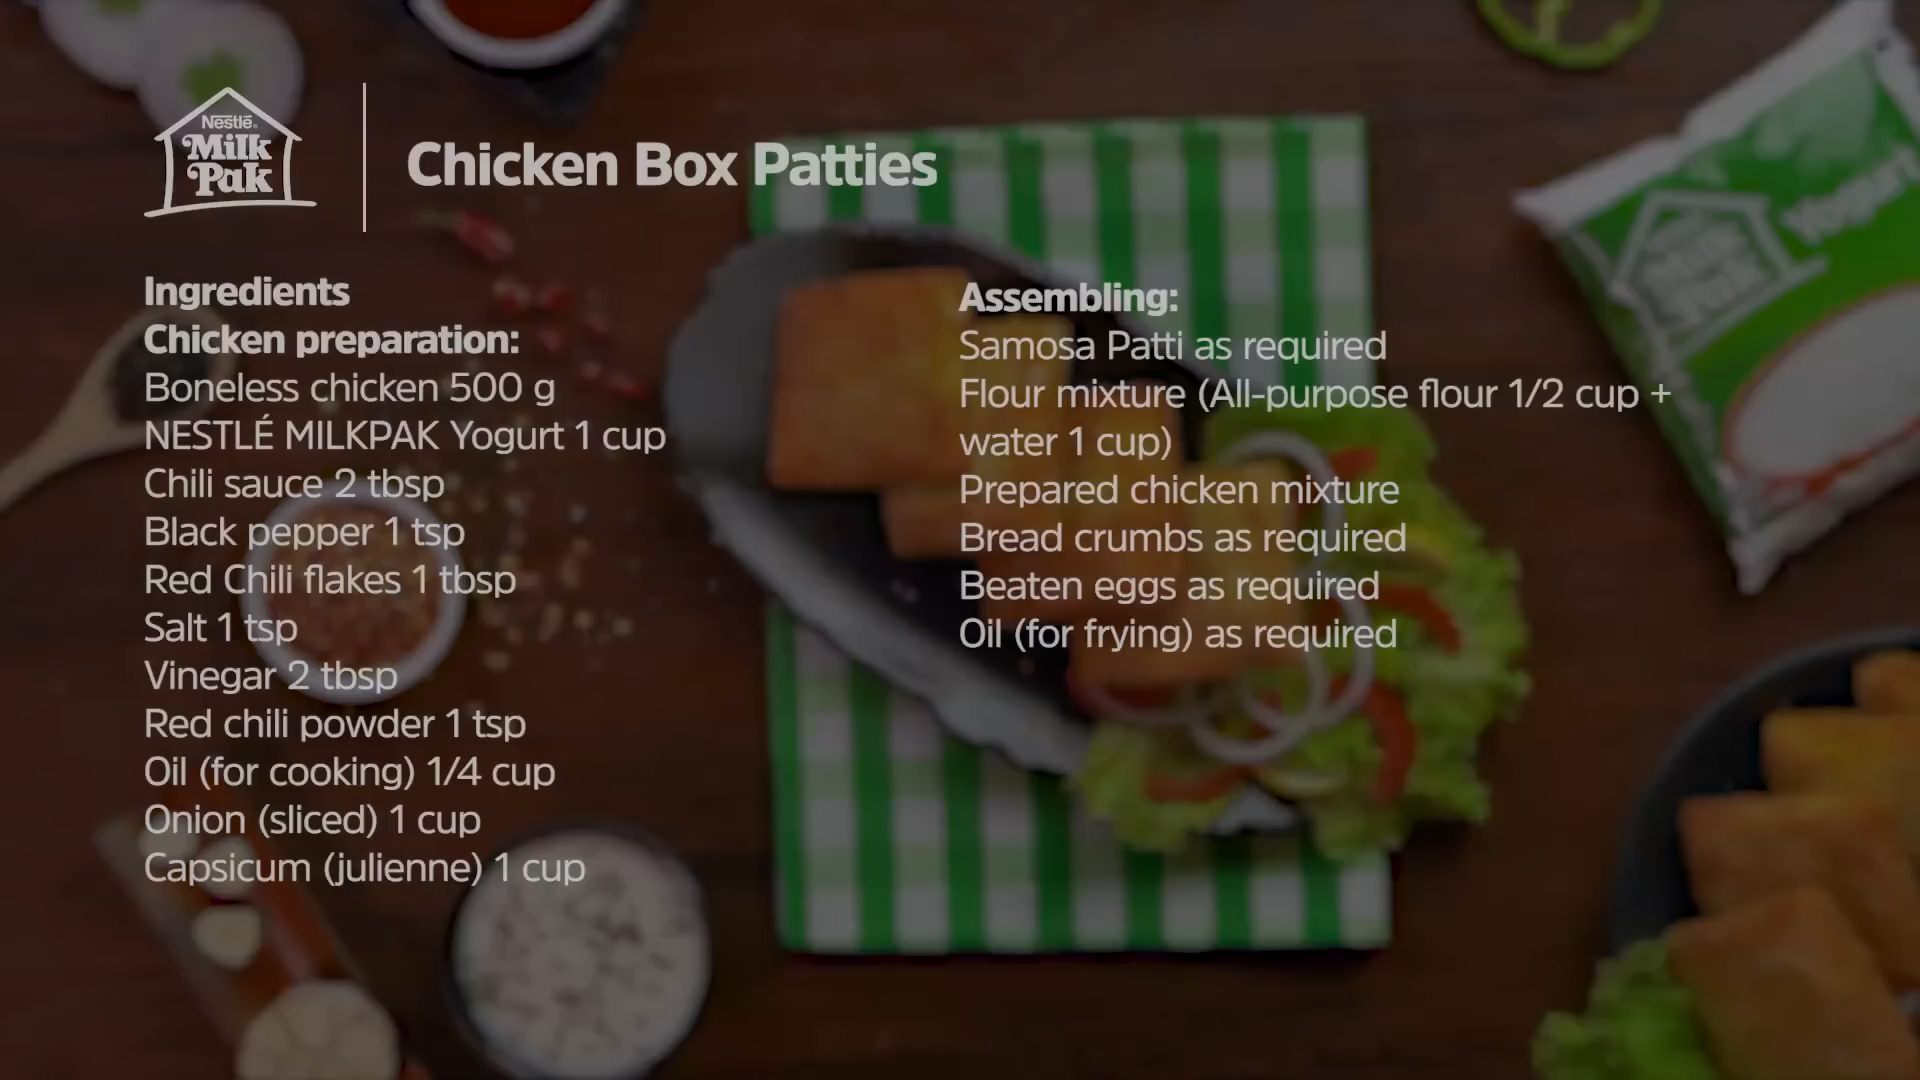 Nestlé®
Milk
Pak
Chicken Box Patties
Ingredients
Chicken preparation:
Boneless chicken 500 g
NESTLÉ MILKPAK Yogurt 1 cup
Chili sauce 2 tbsp
Black pepper 1 tsp
Red Chili flakes 1 tbsp
Salt 1 tsp
Vinegar 2 tbsp
Red chili powder 1 tsp
Oil (for cooking) 1/4 cup
Onion (sliced) 1 cup
Capsicum (julienne) 1 cup
Assembling:
Samosa Patti as required
Flour mixture (All-purpose flour 1/2 cup +
water 1 cup)
Prepared chicken mixture
Bread crumbs as required
Beaten eggs as required
Oil (for frying) as required
Milk
Pak
Yogurt